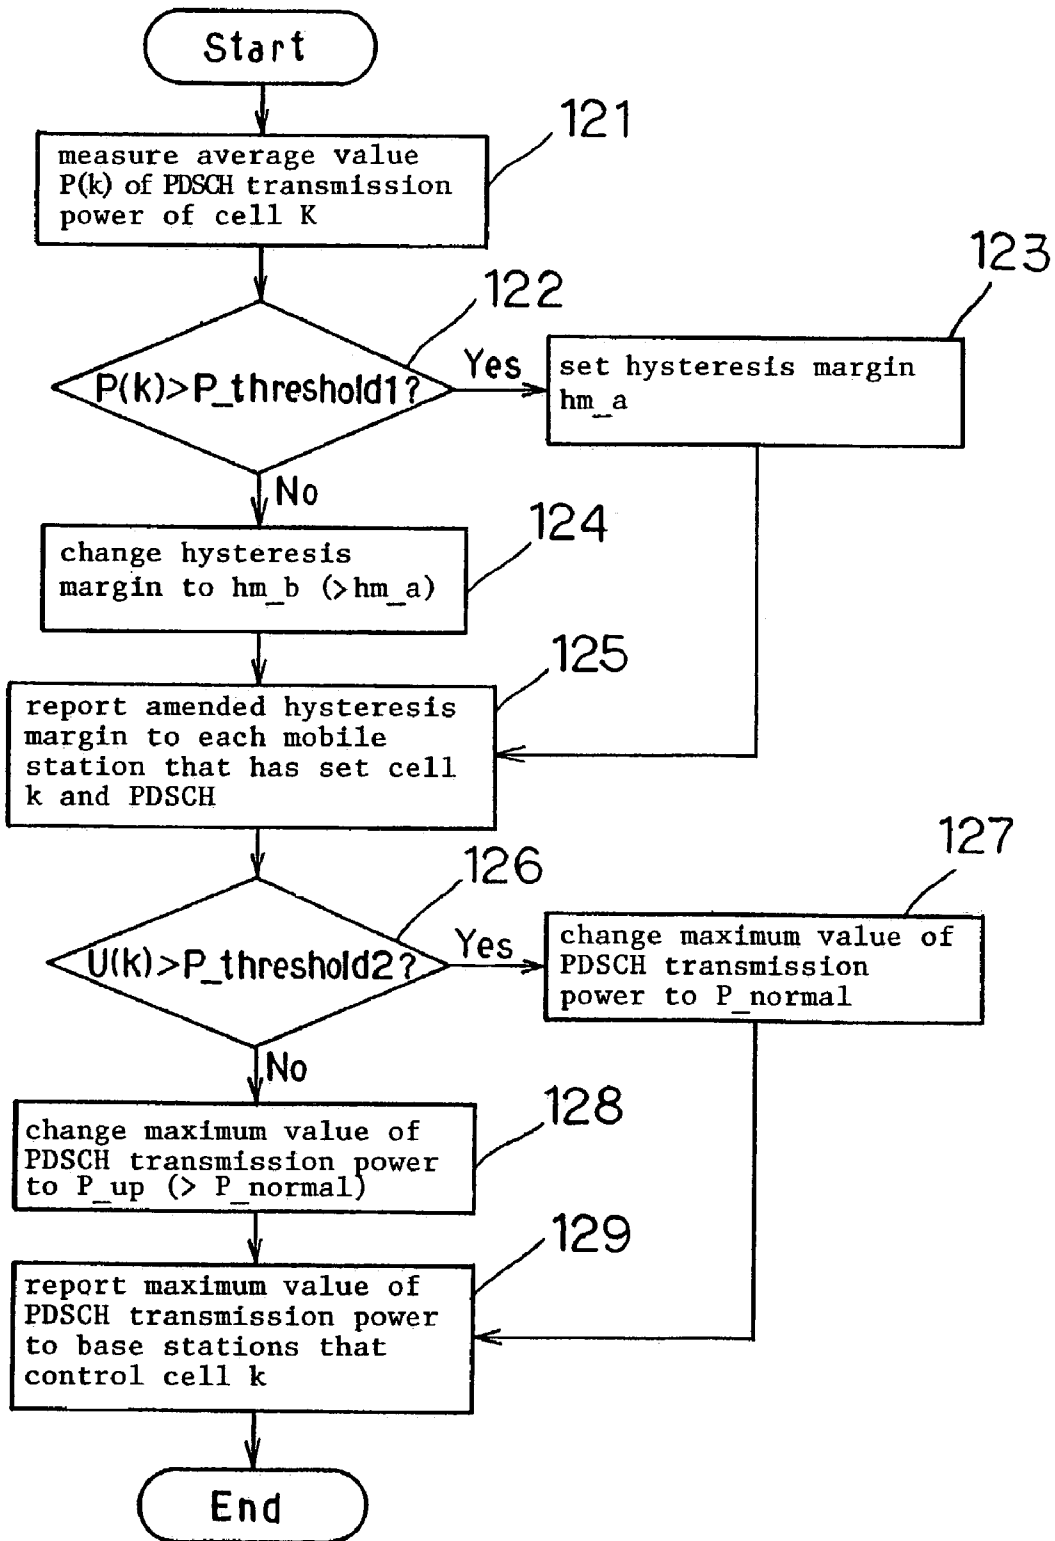 Start
121
measure average value
P(k) of PDSCH transmission
power of cell K
122
123
P(k)>P_threshold1?
Yes
set hysteresis margin
hm_a
No
124
change hysteresis
margin to hm_b (>hm_a)
125
report amended hysteresis
margin to each mobile
station that has set cell
k and PDSCH
126
127
U(k)>P_threshold2?
Yes
change maximum value of
PDSCH transmission
power to P_normal
No
128
change maximum value of
PDSCH transmission power
to P_up (> P_normal)
129
report maximum value of
PDSCH transmission power
to base stations that
control cell k
End